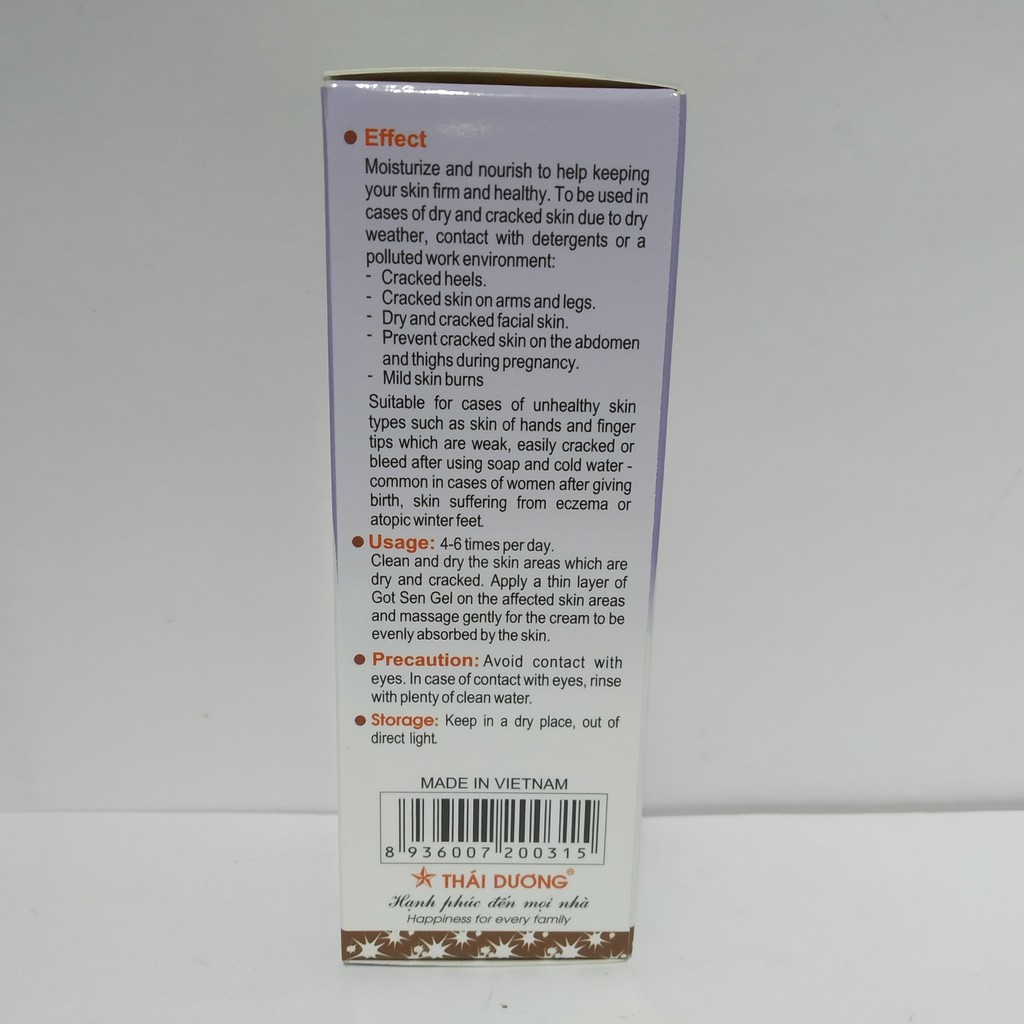 Effect
Moisturize and nourish to help keeping
your skin firm and healthy. To be used in
cases of dry and cracked skin due to dry
weather, contact with detergents or a
polluted work environment:
- Cracked heels.
- Cracked skin on arms and legs.
- Dry and cracked facial skin.
- Prevent cracked skin on the abdomen
and thighs during pregnancy.
- Mild skin burns
Suitable for cases of unhealthy skin
types such as skin of hands and finger
tips which are weak, easily cracked or
bleed after using soap and cold water -
common in cases of women after giving
birth, skin suffering from eczema or
atopic winter feet.
Usage: 4-6 times per day.
Clean and dry the skin areas which are
dry and cracked. Apply a thin layer of
Got Sen Gel on the affected skin areas
and massage gently for the cream to be
evenly absorbed by the skin.
Precaution: Avoid contact with
eyes. In case of contact with eyes, rinse
with plenty of clean water.
Storage: Keep in a dry place, out of
direct light.
MADE IN VIETNAM
8 936007 200315
THÁI DƯƠNG®
Hạnh phúc đến mọi nhà
Happiness for every family